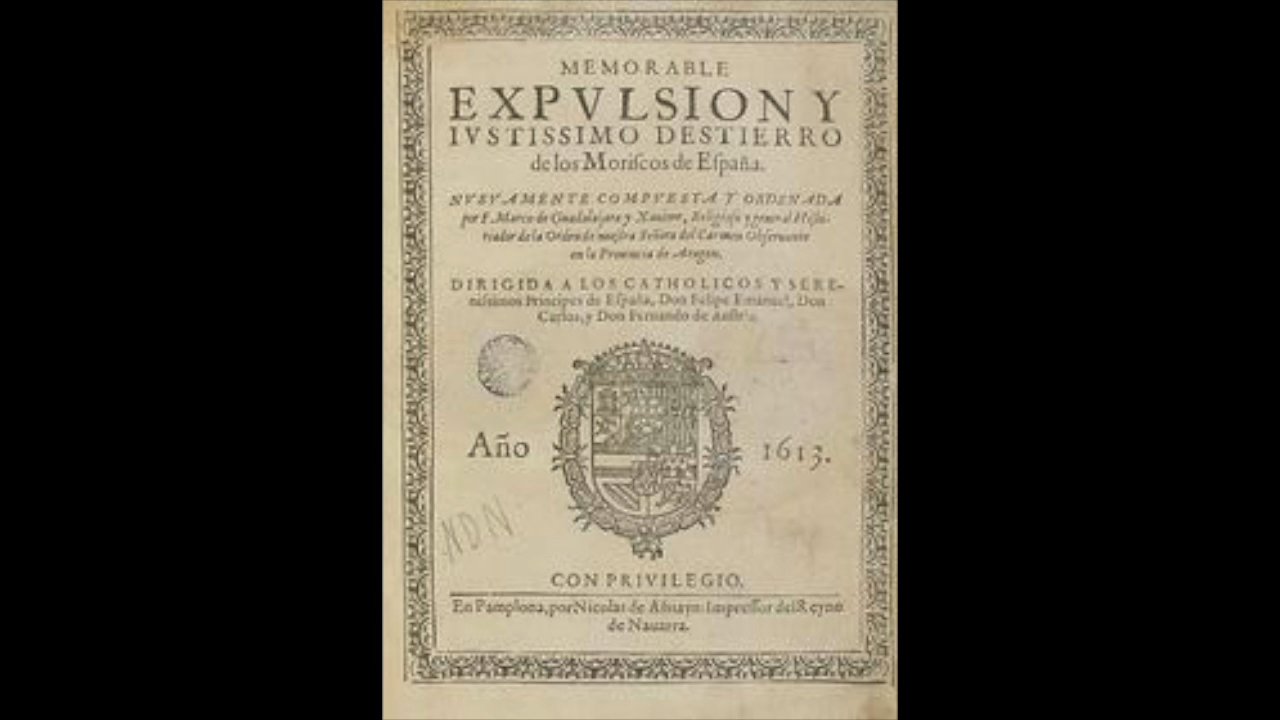 MEMORABLE
EXPVLSION Y
IVSTISSIMO DESTIERRO
de los Moriſcos de Eſpaña.
NVEVAMENTE COMPVESTA Y ORDENADA
por F. Marco de Guadalajara y Xauierr, Religioſo y general Hiſto-
riador de la Orden de nueſtra Señora del Carmen Obſeruante
en la Prouincia de Aragon.
DIRIGIDA A LOS CATHOLICOS Y SERE-
niſsimos Principes de Eſpaña, Don Felipe Emanuel, Don
Carlos, y Don Fernando de Auſtria.
Año 1613.
CON PRIVILEGIO.
En Pamplona, por Nicolas de Aſsiayn Impreſſor del Reyno
de Nauarra.